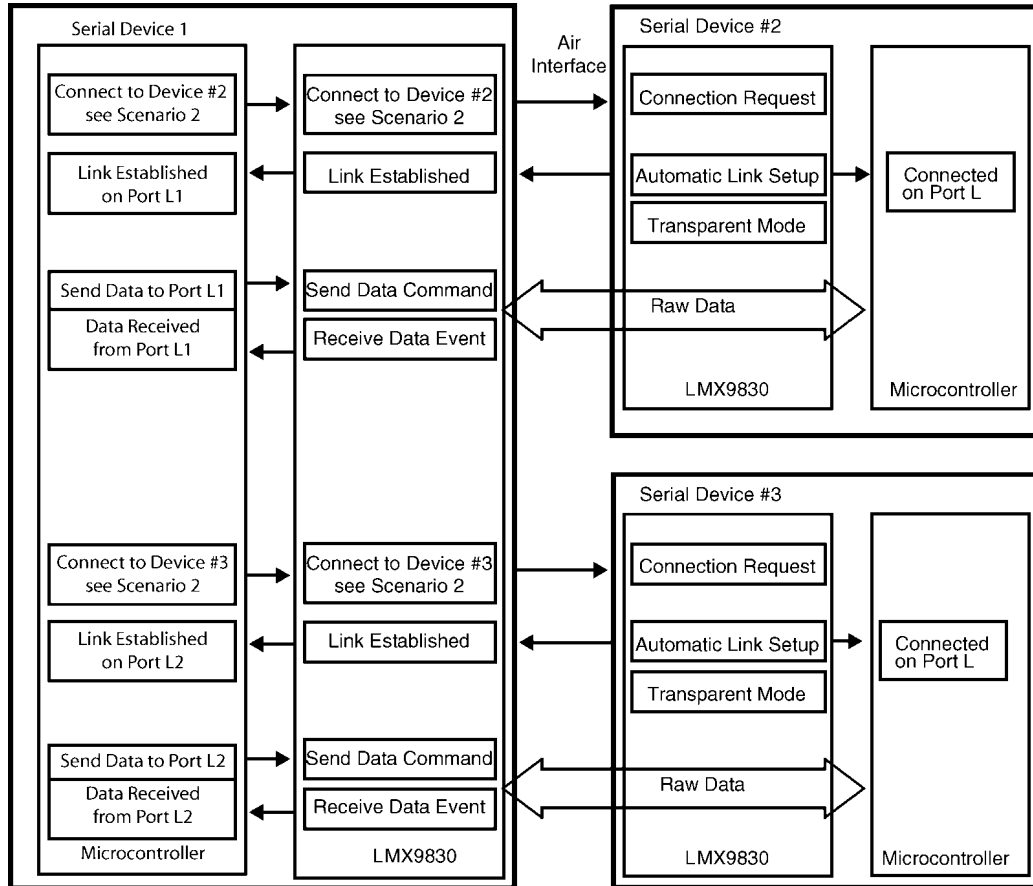 Serial Device 1
Connect to Device #2
see Scenario 2
Link Established
on Port L1
Send Data to Port L1
Data Received
from Port L1
Connect to Device #3
see Scenario 2
Link Established
on Port L2
Send Data to Port L2
Data Received
from Port L2
Microcontroller
Connect to Device #2
see Scenario 2
Link Established
Send Data Command
Receive Data Event
Connect to Device #3
see Scenario 2
Link Established
Send Data Command
Receive Data Event
LMX9830
Air
Interface
Serial Device #2
Connection Request
Automatic Link Setup
Transparent Mode
Raw Data
LMX9830
Connected
on Port L
Microcontroller
Serial Device #3
Connection Request
Automatic Link Setup
Transparent Mode
Raw Data
LMX9830
Connected
on Port L
Microcontroller